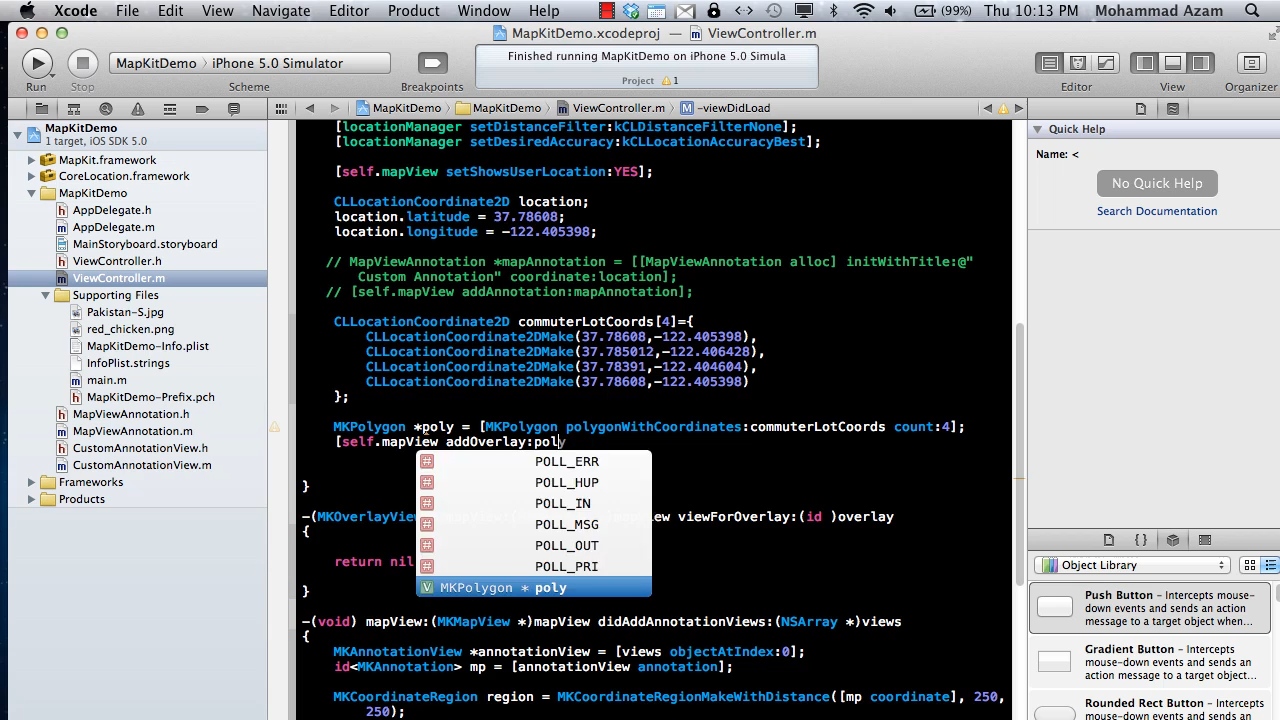 Xcode File Edit View Navigate Editor Product Window Help (99%) Thu 10:13 PM Mohammad Azam
MapKitDemo.xcodeproj — ViewController.m
MapKitDemo › iPhone 5.0 Simulator
Finished running MapKitDemo on iPhone 5.0 Simula
Project 1
Run Stop Scheme Breakpoints Editor View Organizer
MapKitDemo MapKitDemo ViewController.m M -viewDidLoad
MapKitDemo
1 target, iOS SDK 5.0
MapKit.framework
CoreLocation.framework
MapKitDemo
AppDelegate.h
AppDelegate.m
MainStoryboard.storyboard
ViewController.h
ViewController.m
Supporting Files
Pakistan-S.jpg
red_chicken.png
MapKitDemo-Info.plist
InfoPlist.strings
main.m
MapKitDemo-Prefix.pch
MapViewAnnotation.h
MapViewAnnotation.m
CustomAnnotationView.h
CustomAnnotationView.m
Frameworks
Products
[locationManager setDistanceFilter:kCLDistanceFilterNone];
[locationManager setDesiredAccuracy:kCLLocationAccuracyBest];
[self.mapView setShowsUserLocation:YES];
CLLocationCoordinate2D location;
location.latitude = 37.78608;
location.longitude = -122.405398;
// MapViewAnnotation *mapAnnotation = [[MapViewAnnotation alloc] initWithTitle:@"
Custom Annotation" coordinate:location];
// [self.mapView addAnnotation:mapAnnotation];
CLLocationCoordinate2D commuterLotCoords[4]={
CLLocationCoordinate2DMake(37.78608,-122.405398),
CLLocationCoordinate2DMake(37.785012,-122.406428),
CLLocationCoordinate2DMake(37.78391,-122.404604),
CLLocationCoordinate2DMake(37.78608,-122.405398)
};
MKPolygon *poly = [MKPolygon polygonWithCoordinates:commuterLotCoords count:4];
[self.mapView addOverlay:poly
POLL_ERR
POLL_HUP
POLL_IN
POLL_MSG
POLL_OUT
POLL_PRI
V MKPolygon * poly
}
-(MKOverlayView viewForOverlay:(id )overlay
{
return nil
}
-(void) mapView:(MKMapView *)mapView didAddAnnotationViews:(NSArray *)views
{
MKAnnotationView *annotationView = [views objectAtIndex:0];
id<MKAnnotation> mp = [annotationView annotation];
MKCoordinateRegion region = MKCoordinateRegionMakeWithDistance([mp coordinate], 250,
250);
Quick Help
Name: <
No Quick Help
Search Documentation
Object Library
Push Button – Intercepts mouse-
down events and sends an action
message to a target object when...
Gradient Button – Intercepts
mouse-down events and sends an
action message to a target object...
Rounded Rect Button – Intercepts
mouse-down events and sends an